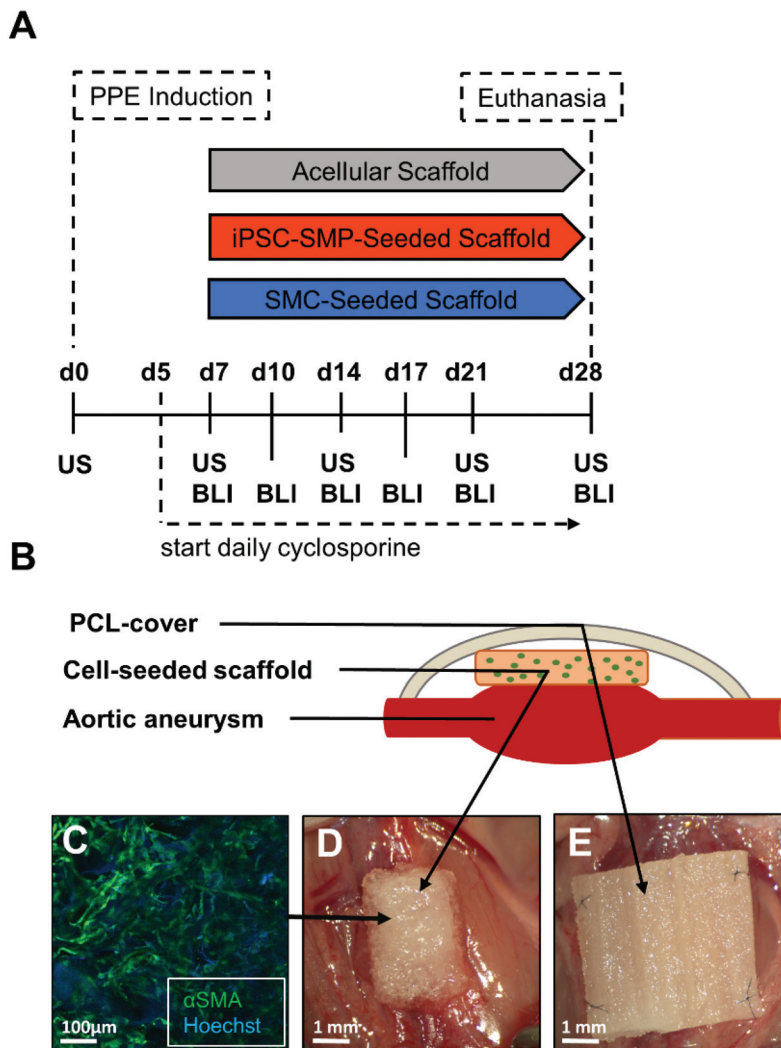 A
PPE Induction
Euthanasia
Acellular Scaffold
iPSC-SMP-Seeded Scaffold
SMC-Seeded Scaffold
d0 d5 d7 d10 d14 d17 d21 d28
US US US US US
BLI BLI BLI BLI BLI BLI
start daily cyclosporine
B
PCL-cover
Cell-seeded scaffold
Aortic aneurysm
C D E
αSMA
Hoechst
100μm 1 mm 1 mm